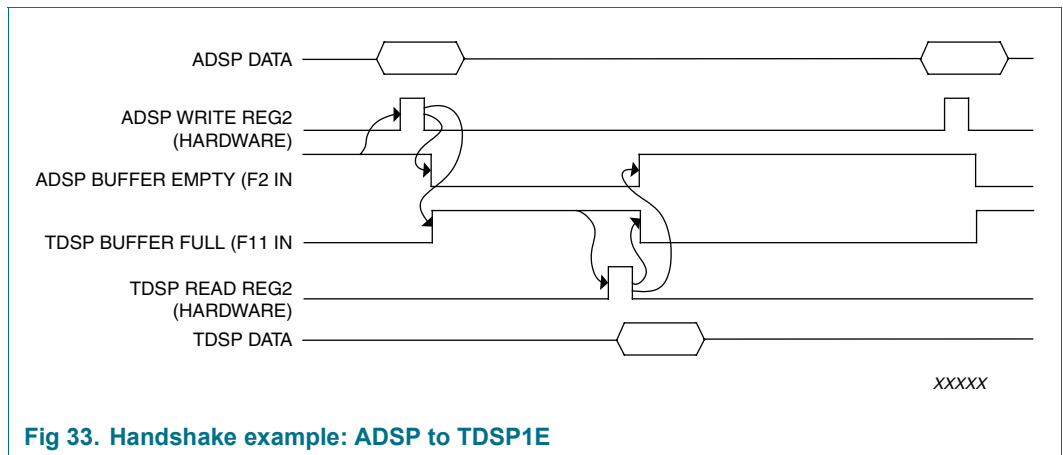 ADSP DATA
ADSP WRITE REG2
(HARDWARE)
ADSP BUFFER EMPTY (F2 IN
TDSP BUFFER FULL (F11 IN
TDSP READ REG2
(HARDWARE)
TDSP DATA
XXXXX
Fig 33. Handshake example: ADSP to TDSP1E